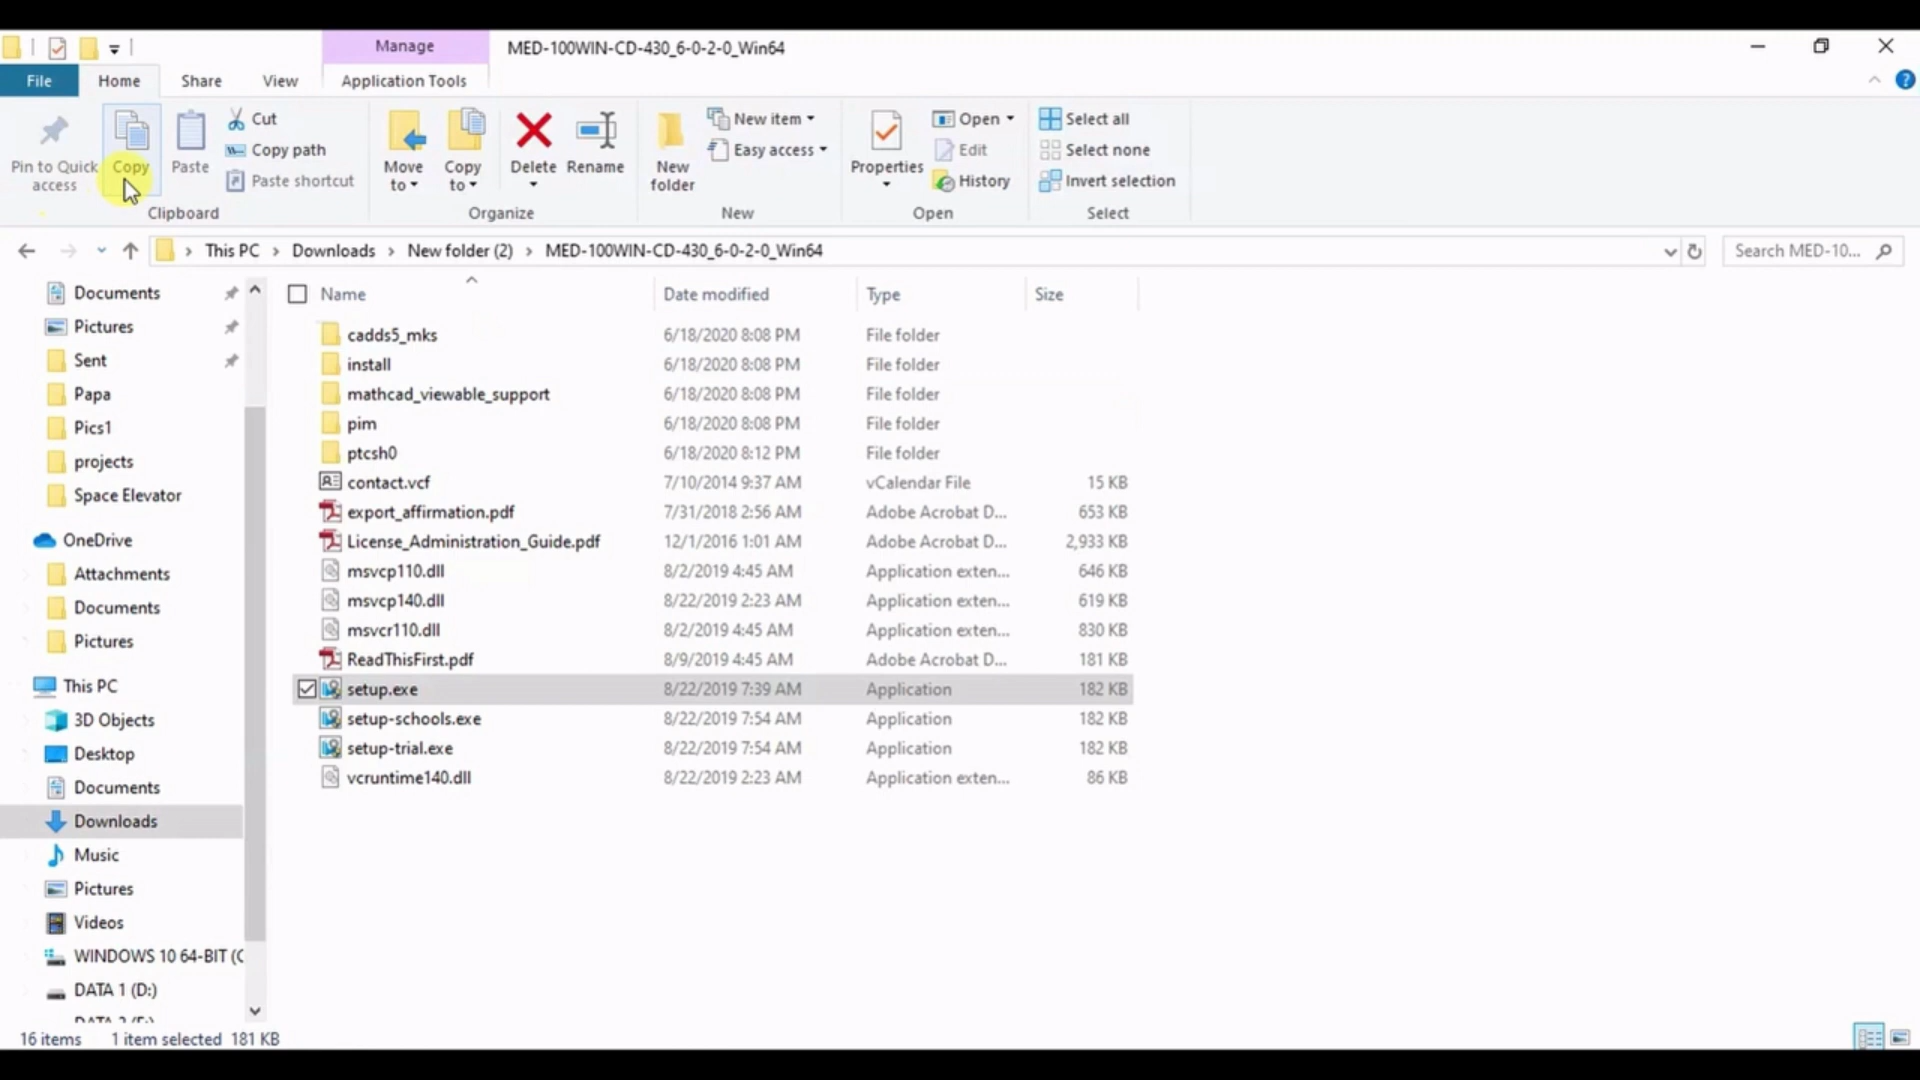 Manage
MED-100WIN-CD-430_6-0-2-0_Win64
File
Home
Share
View
Application Tools
Pin to Quick access
Copy
Paste
Cut
Copy path
Paste shortcut
Clipboard
Move to
Copy to
Delete
Rename
Organize
New folder
New item
Easy access
New
Properties
Open
Edit
History
Open
Select all
Select none
Invert selection
Select
This PC
Downloads
New folder (2)
MED-100WIN-CD-430_6-0-2-0_Win64
Search MED-10...
Documents
Pictures
Sent
Papa
Pics1
projects
Space Elevator
OneDrive
Attachments
Documents
Pictures
This PC
3D Objects
Desktop
Documents
Downloads
Music
Pictures
Videos
WINDOWS 10 64-BIT (C
DATA 1 (D:)
Name Date modified Type Size
cadds5_mks 6/18/2020 8:08 PM File folder
install 6/18/2020 8:08 PM File folder
mathcad_viewable_support 6/18/2020 8:08 PM File folder
pim 6/18/2020 8:08 PM File folder
ptcsh0 6/18/2020 8:12 PM File folder
contact.vcf 7/10/2014 9:37 AM vCalendar File 15 KB
export_affirmation.pdf 7/31/2018 2:56 AM Adobe Acrobat D... 653 KB
License_Administration_Guide.pdf 12/1/2016 1:01 AM Adobe Acrobat D... 2,933 KB
msvcp110.dll 8/2/2019 4:45 AM Application exten... 646 KB
msvcp140.dll 8/22/2019 2:23 AM Application exten... 619 KB
msvcr110.dll 8/2/2019 4:45 AM Application exten... 830 KB
ReadThisFirst.pdf 8/9/2019 4:45 AM Adobe Acrobat D... 181 KB
setup.exe 8/22/2019 7:39 AM Application 182 KB
setup-schools.exe 8/22/2019 7:54 AM Application 182 KB
setup-trial.exe 8/22/2019 7:54 AM Application 182 KB
vcruntime140.dll 8/22/2019 2:23 AM Application exten... 86 KB
16 items 1 item selected 181 KB